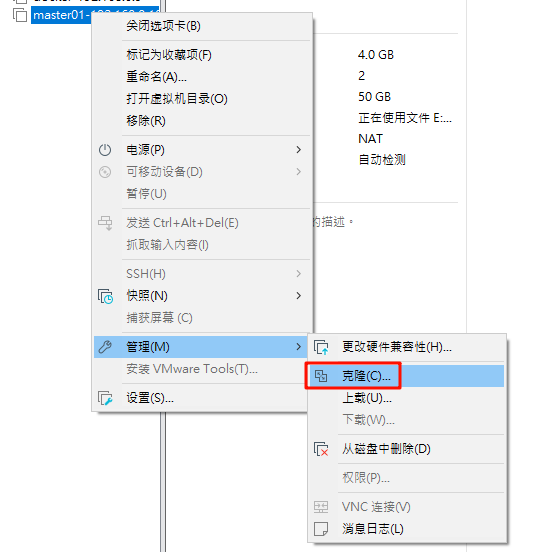 master01-192.168.
关闭选项卡(B)
标记为收藏项(F)
重命名(A)...
打开虚拟机目录(O)
移除(R)
电源(P)
可移动设备(D)
暂停(U)
发送 Ctrl+Alt+Del(E)
抓取输入内容(I)
SSH(H)
快照(N)
捕获屏幕 (C)
管理(M)
安装 VMware Tools(T)...
设置(S)...
4.0 GB
2
50 GB
正在使用文件 E:...
NAT
自动检测
的描述。
更改硬件兼容性(H)...
克隆(C)...
上载(U)...
下载(W)...
从磁盘中删除(D)
权限(P)...
VNC 连接(V)
消息日志(L)